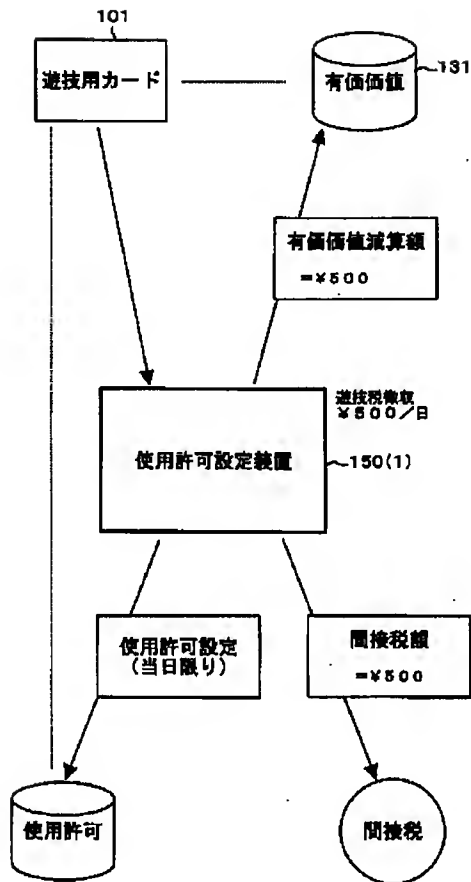 101
遊技用カード
有価価値
131
有価価値減算額
=¥500
遊技税徴収
¥500/日
使用許可設定装置
150(1)
使用許可設定
(当日限り)
間接税額
=¥500
使用許可
間接税